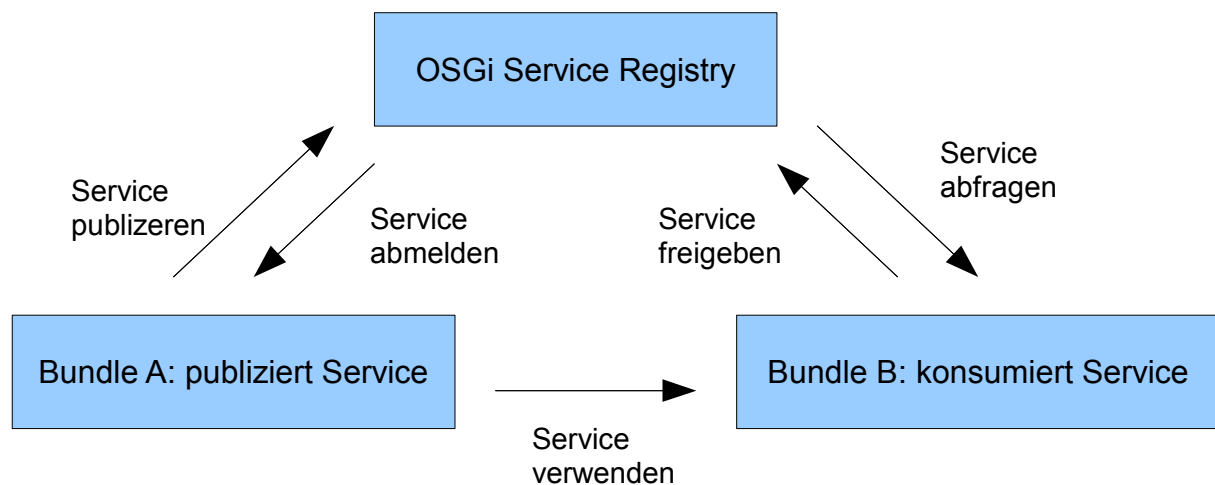 OSGi Service Registry
Service
publizeren
Service
abmelden
Service
freigeben
Service
abfragen
Bundle A: publiziert Service
Bundle B: konsumiert Service
Service
verwenden